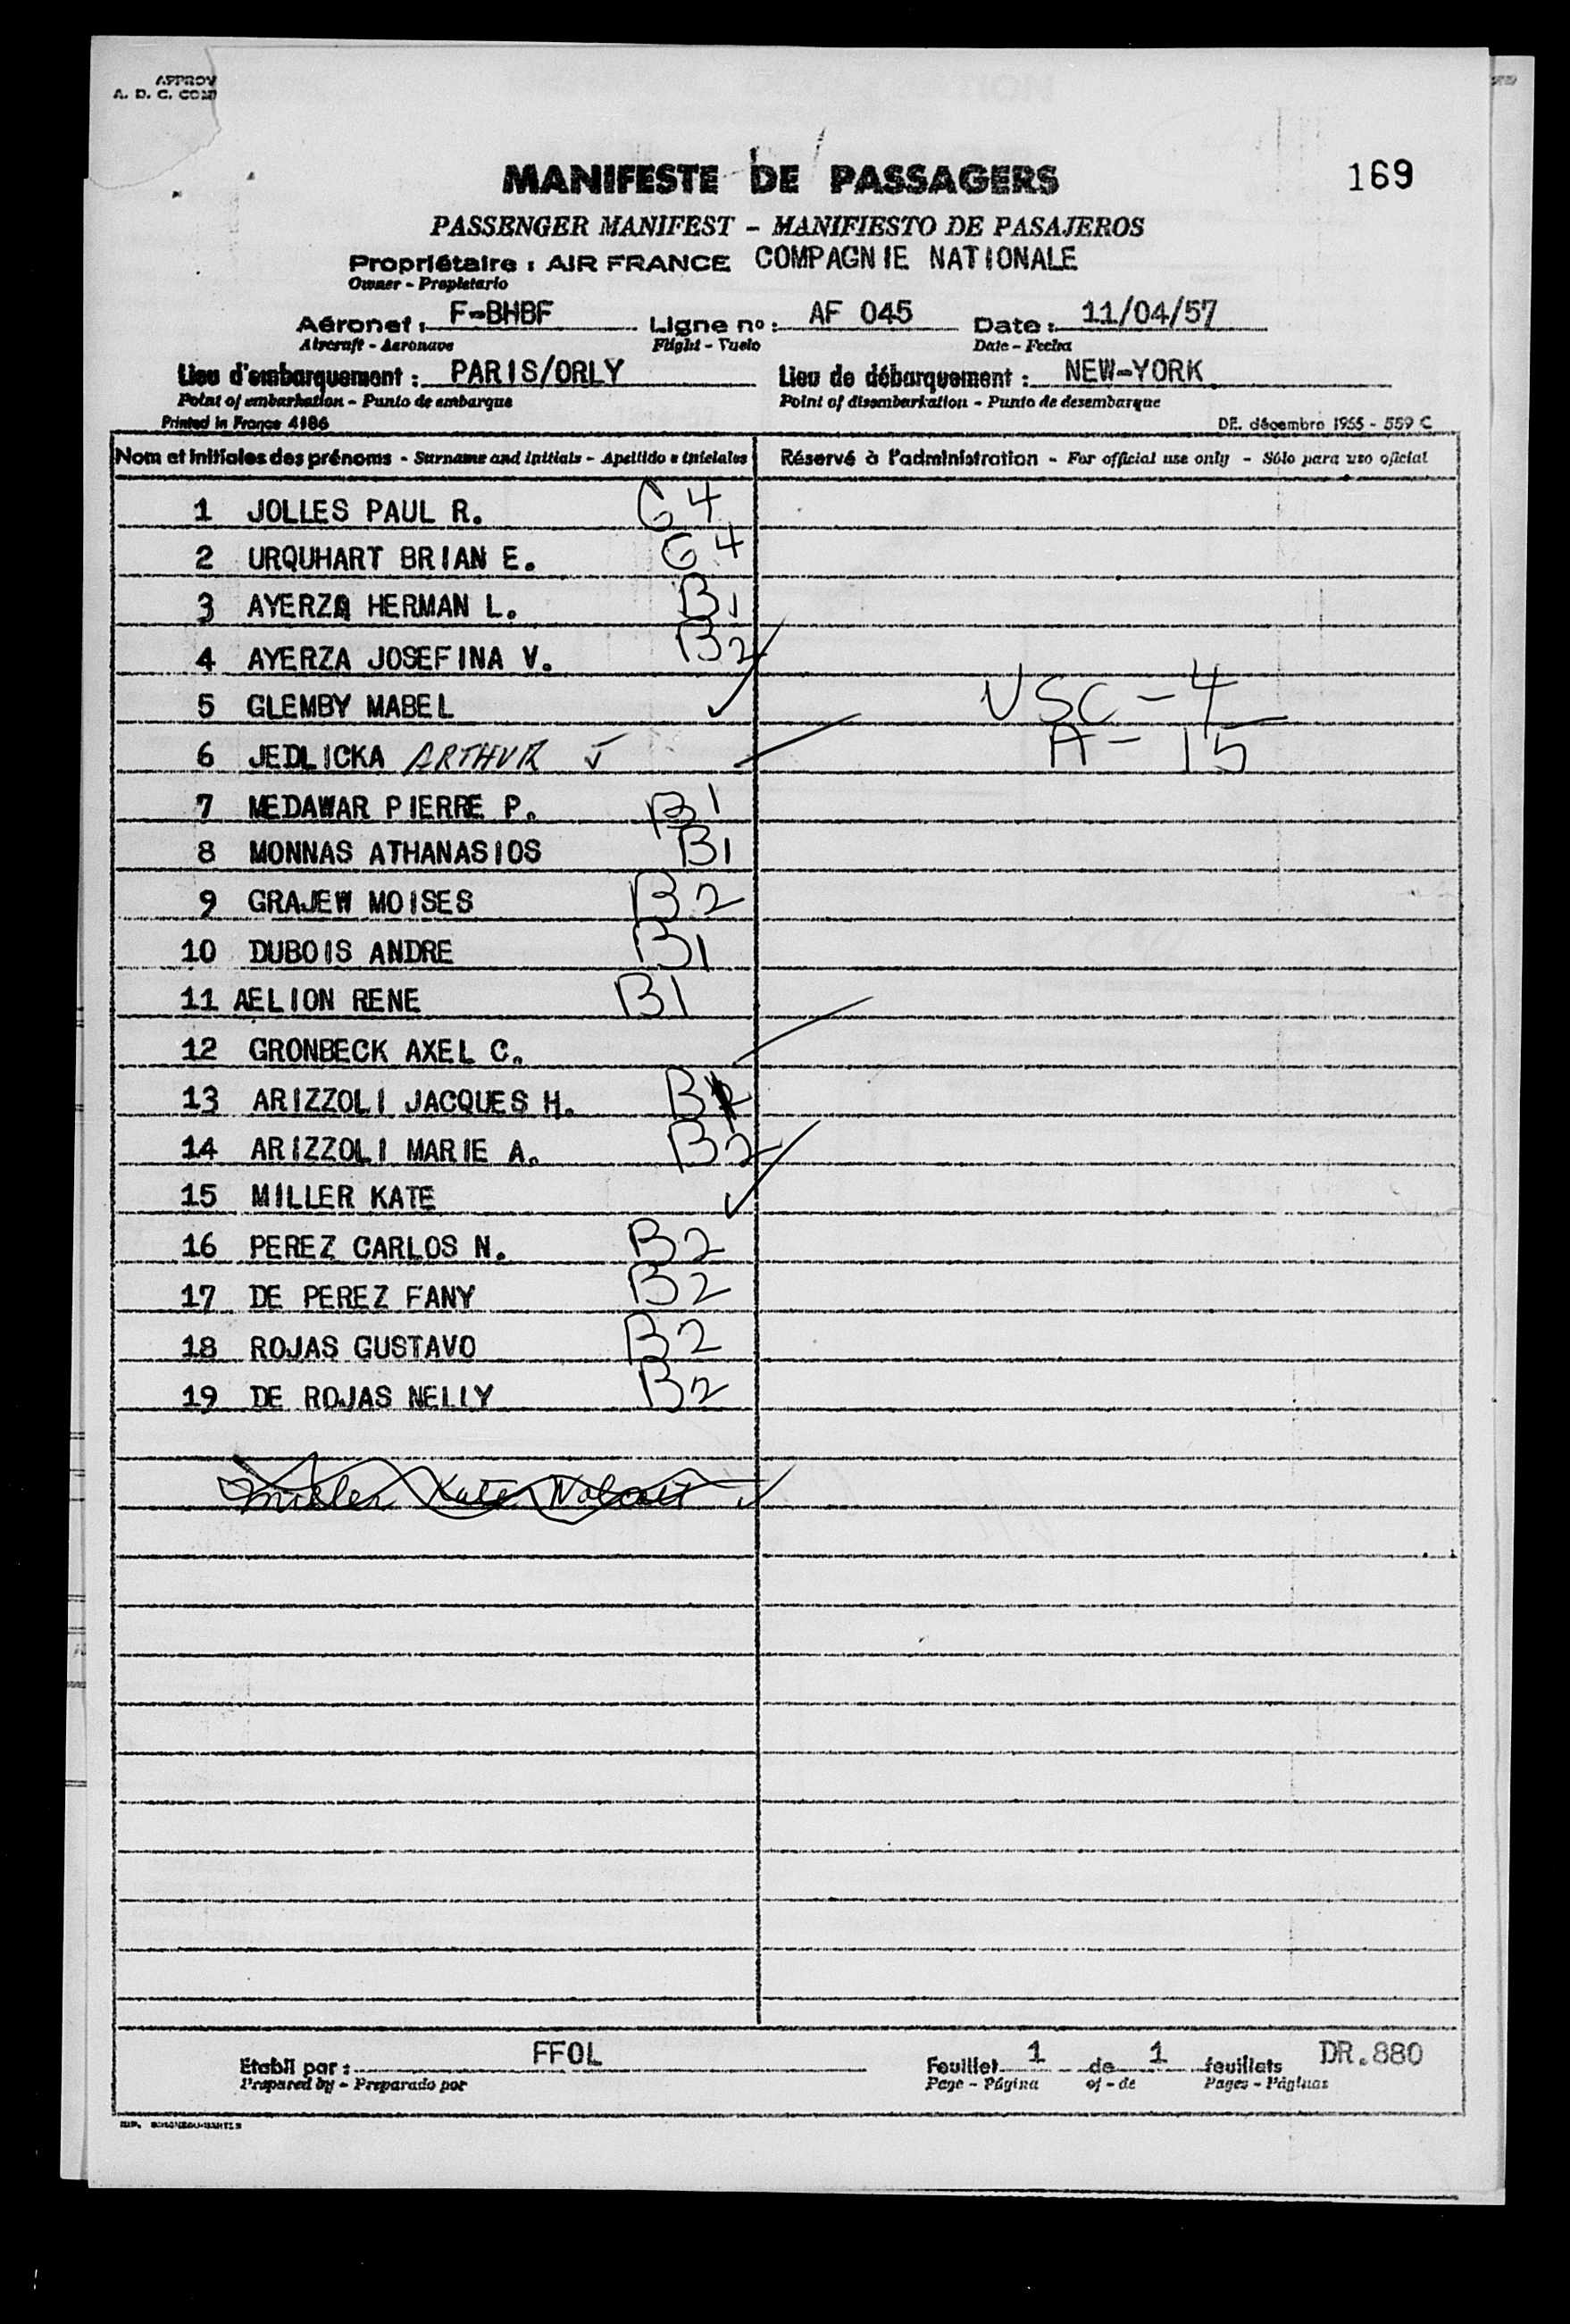 APPROV
A. D. C. COM
169
MANIFESTE DE PASSAGERS
PASSENGER MANIFEST - MANIFIESTO DE PASAJEROS
Propriétaire : AIR FRANCE COMPAGNIE NATIONALE
Owner - Propietario
Aéronef : F-BHBF Ligne nº : AF 045 Date : 11/04/57
Aircraft - Aeronave Flight - Vuelo Date - Fecha
Lieu d'embarquement : PARIS/ORLY Lieu de débarquement : NEW-YORK
Point of embarkation - Punto de embarque Point of disembarkation - Punto de desembarque
Printed in France 4186 DE. décembre 1955 - 559 C
Nom et initiales des prénoms - Surname and initials - Apellido e iniciales Réservé à l'administration - For official use only - Sólo para uso oficial
1 JOLLES PAUL R. G4
2 URQUHART BRIAN E. G4
3 AYERZA HERMAN L. B1
4 AYERZA JOSEFINA V. B2
5 GLEMBY MABEL ✓ USC - 4
6 JEDLICKA ARTHUR J A - 15
7 MEDAWAR PIERRE P. B1
8 MONNAS ATHANASIOS B1
9 GRAJEW MOISES B2
10 DUBOIS ANDRE B1
11 AELION RENE B1
12 GRONBECK AXEL C.
13 ARIZZOLI JACQUES H. B2
14 ARIZZOLI MARIE A. B2
15 MILLER KATE ✓
16 PEREZ CARLOS N. B2
17 DE PEREZ FANY B2
18 ROJAS GUSTAVO B2
19 DE ROJAS NELLY B2
Miller Kate
Etabli par : FFOL Feuillet 1 de 1 feuillets DR.880
Prepared by - Preparado por Page - Página of - de Pages - Páginas